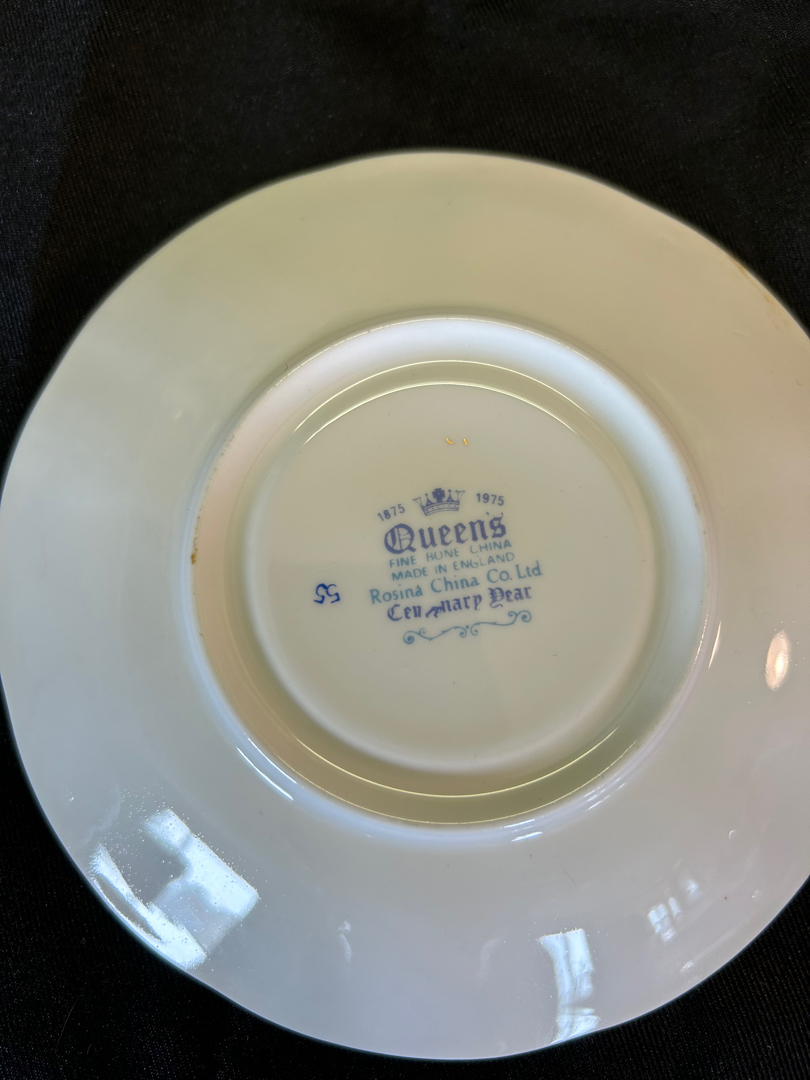 1875 1975
Queen's
FINE BONE CHINA
MADE IN ENGLAND
Rosina China Co. Ltd
Centenary Year
55